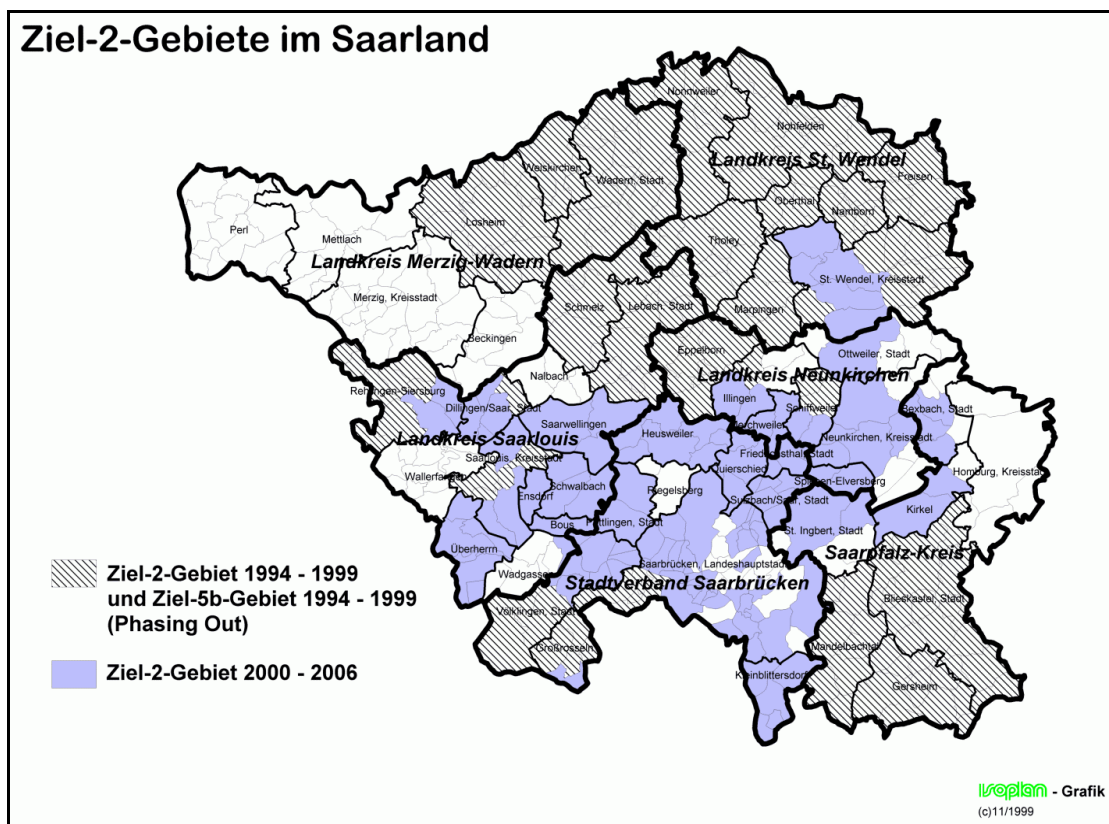 Ziel-2-Gebiete im Saarland
Nonnweiler
Nohfelden
Landkreis St. Wendel
Weiskirchen
Wadern, Stadt
Freisen
Oberthal
Namborn
Losheim
Perl
Mettlach
Tholey
Landkreis Merzig-Wadern
St. Wendel, Kreisstadt
Merzig, Kreisstadt
Schmelz
Lebach, Stadt
Marpingen
Beckingen
Eppelborn
Ottweiler, Stadt
Nalbach
Landkreis Neunkirchen
Rehlingen-Siersburg
Illingen
Schiffweiler
Bexbach, Stadt
Dillingen/Saar, Stadt
Saarwellingen
Merchweiler
Landkreis Saarlouis
Heusweiler
Neunkirchen, Kreisstadt
Friedrichsthal, Stadt
Saarlouis, Kreisstadt
Quierschied
Homburg, Kreisstadt
Wallerfangen
Spiesen-Elversberg
Schwalbach
Riegelsberg
Ensdorf
Sulzbach/Saar, Stadt
Kirkel
Bous
Püttlingen, Stadt
St. Ingbert, Stadt
Überherrn
Saarpfalz-Kreis
Saarbrücken, Landeshauptstadt
Wadgassen
Stadtverband Saarbrücken
Blieskastel, Stadt
Völklingen, Stadt
Mandelbachtal
Großrosseln
Kleinblittersdorf
Gersheim
Ziel-2-Gebiet 1994 - 1999
und Ziel-5b-Gebiet 1994 - 1999
(Phasing Out)
Ziel-2-Gebiet 2000 - 2006
isoplan - Grafik
(c)11/1999